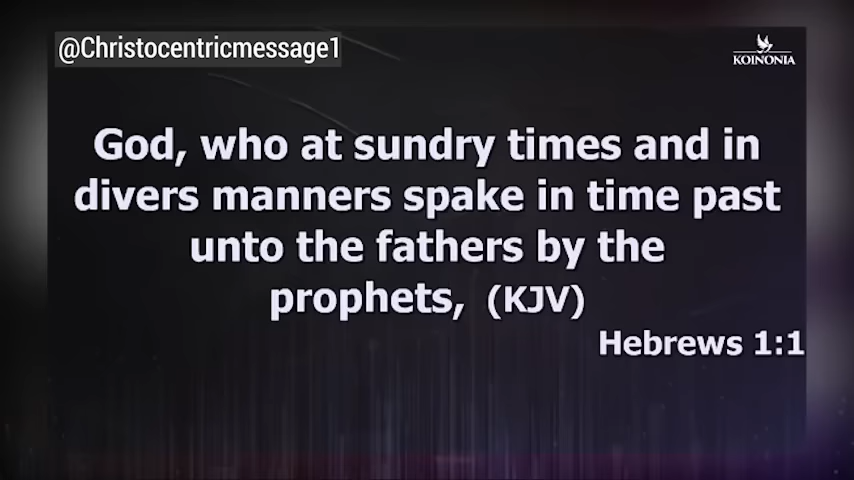 @Christocentricmessage1
KOINONIA
God, who at sundry times and in
divers manners spake in time past
unto the fathers by the
prophets, (KJV)
Hebrews 1:1